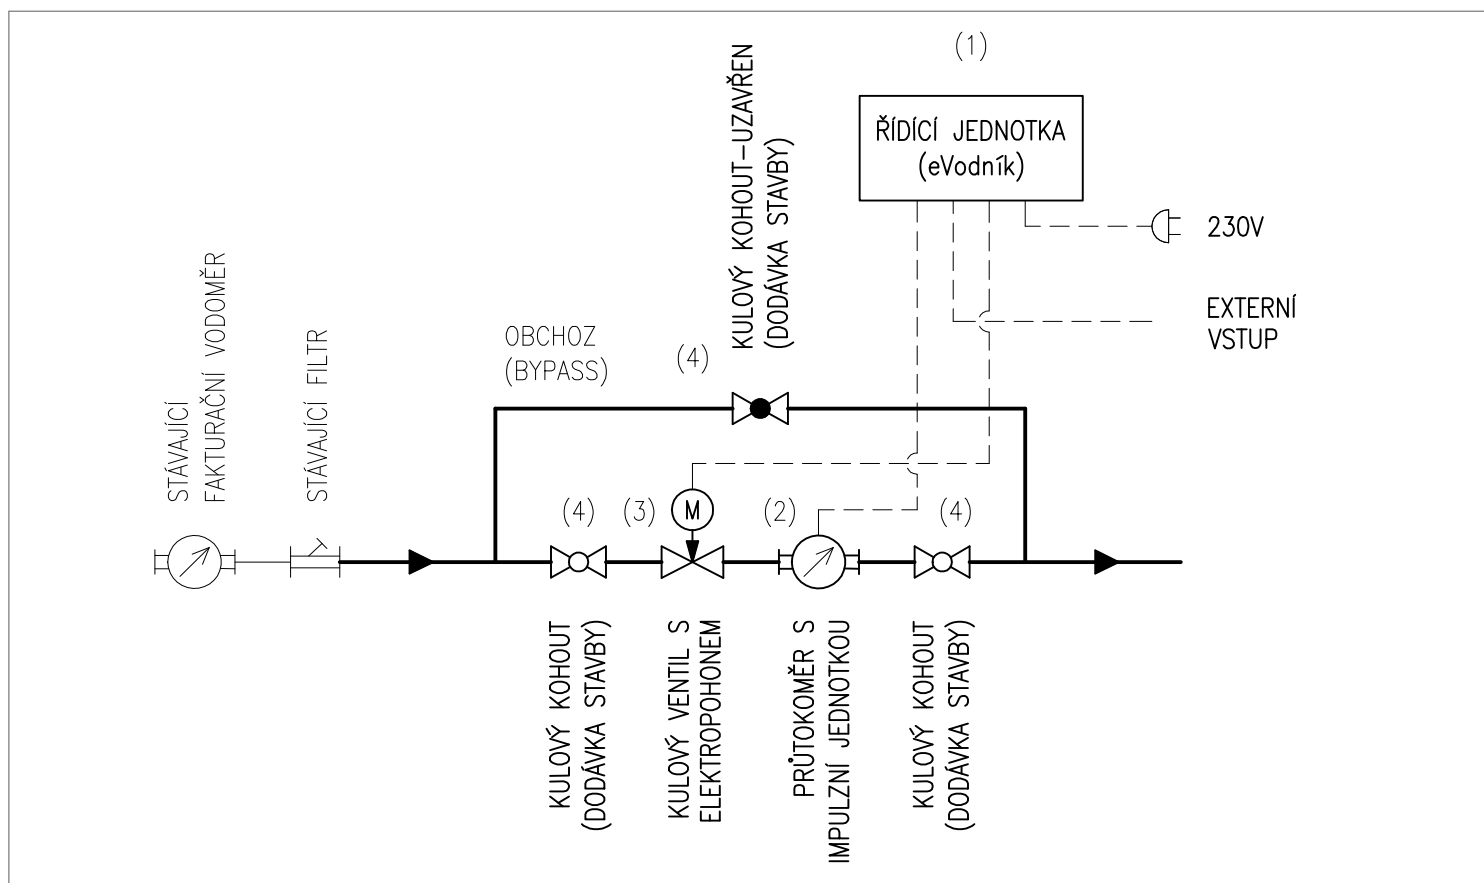 (1)
ŘÍDÍCÍ JEDNOTKA
(eVodník)
230V
EXTERNÍ
VSTUP
KULOVÝ KOHOUT-UZAVŘEN
(DODÁVKA STAVBY)
OBCHOZ
(BYPASS)
(4)
STÁVAJÍCÍ
FAKTURAČNÍ VODOMĚR
STÁVAJÍCÍ FILTR
(4)
(3)
M
(2)
(4)
KULOVÝ KOHOUT
(DODÁVKA STAVBY)
KULOVÝ VENTIL S
ELEKTROPOHONEM
PRŮTOKOMĚR S
IMPULZNÍ JEDNOTKOU
KULOVÝ KOHOUT
(DODÁVKA STAVBY)